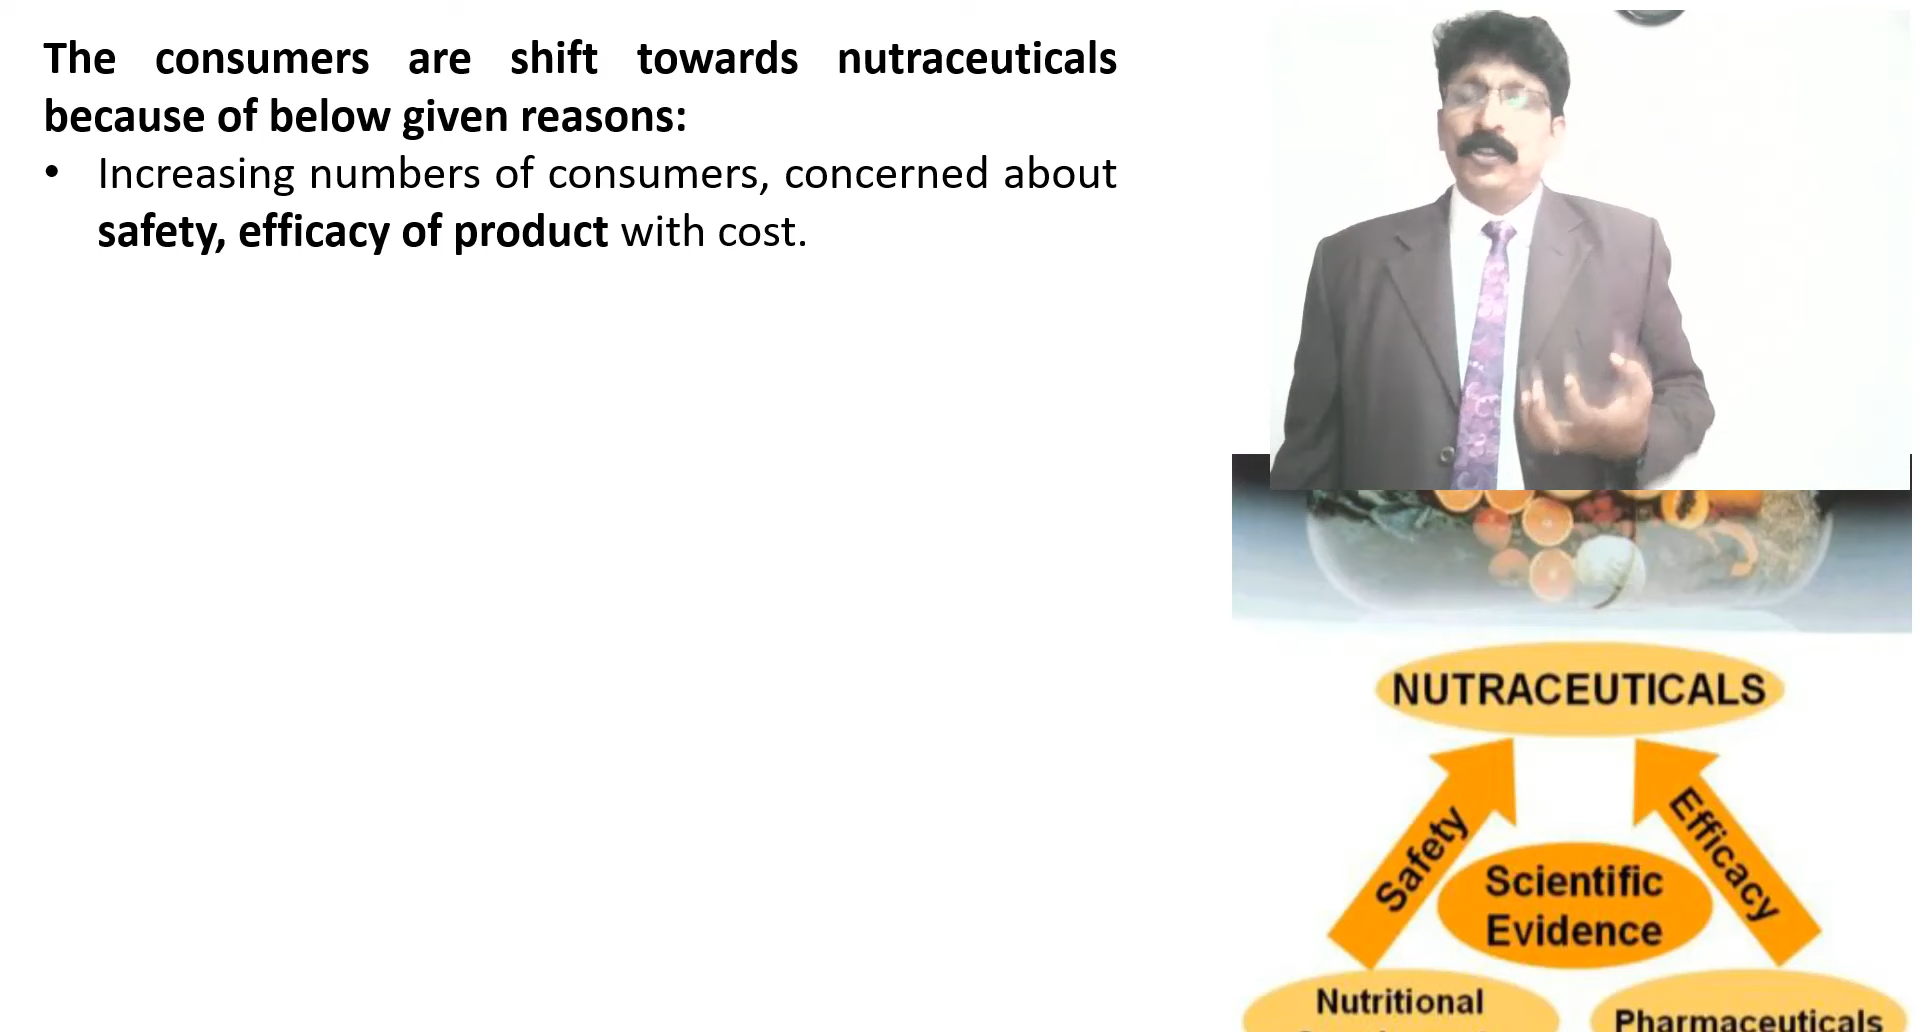 The consumers are shift towards nutraceuticals
because of below given reasons:
• Increasing numbers of consumers, concerned about
safety, efficacy of product with cost.
NUTRACEUTICALS
Safety
Efficacy
Scientific
Evidence
Nutritional
Pharmaceuticals